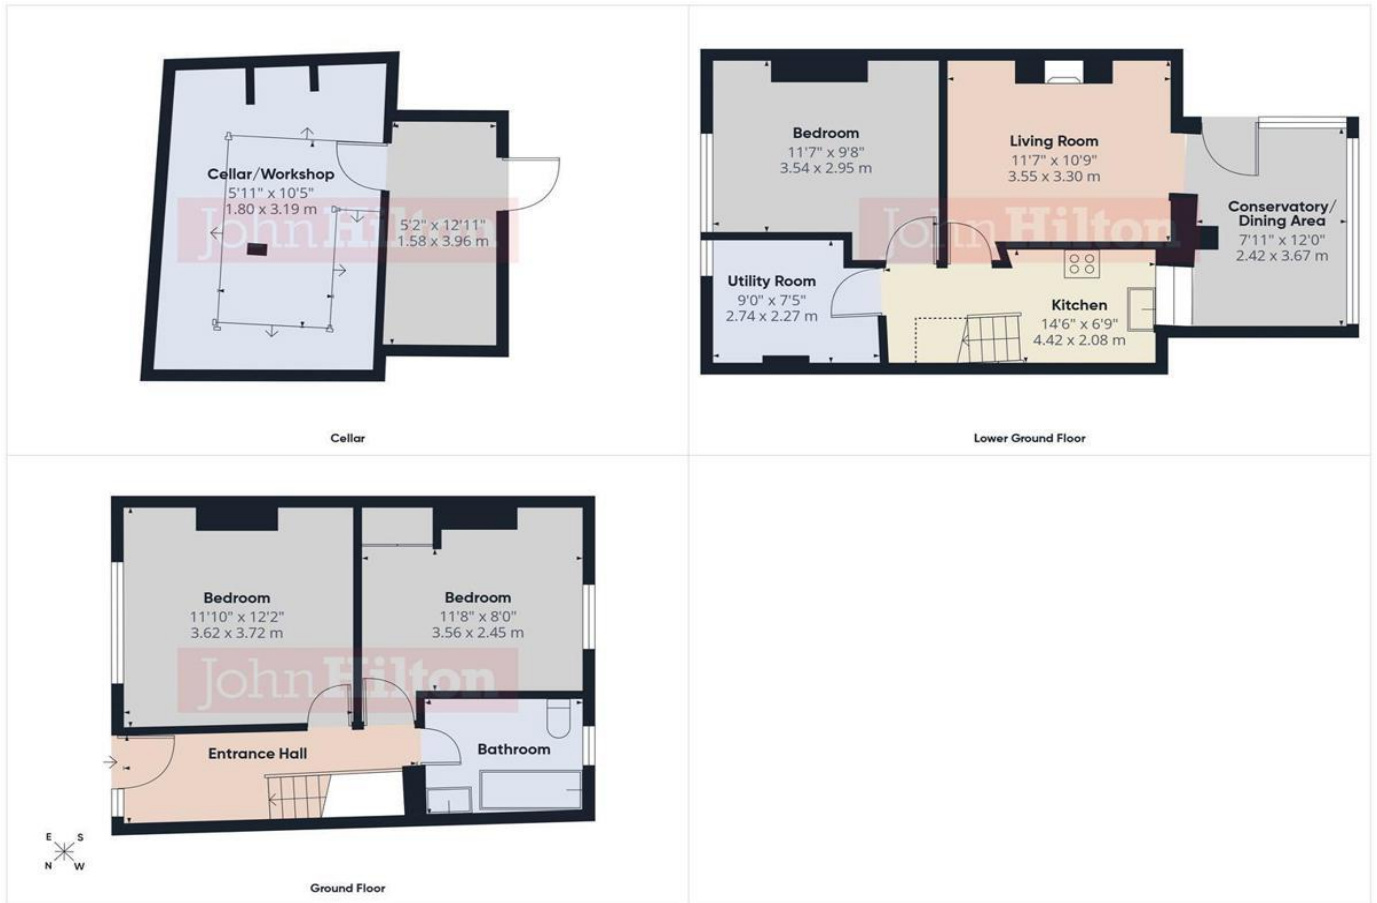 Cellar/Workshop
5'11" x 10'5"
1.80 x 3.19 m
5'2" x 12'11"
1.58 x 3.96 m
John Hilton
Cellar
Bedroom
11'7" x 9'8"
3.54 x 2.95 m
Living Room
11'7" x 10'9"
3.55 x 3.30 m
Conservatory/
Dining Area
7'11" x 12'0"
2.42 x 3.67 m
Utility Room
9'0" x 7'5"
2.74 x 2.27 m
Kitchen
14'6" x 6'9"
4.42 x 2.08 m
John Hilton
Lower Ground Floor
Bedroom
11'10" x 12'2"
3.62 x 3.72 m
Bedroom
11'8" x 8'0"
3.56 x 2.45 m
John Hilton
Entrance Hall
Bathroom
E S
N W
Ground Floor